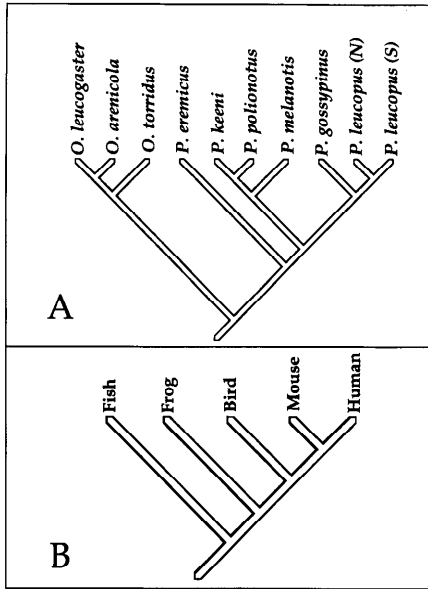 O. leucogaster
O. arenicola
O. torridus
P. eremicus
P. keeni
P. polionotus
P. melanotis
P. gossypinus
P. leucopus (N)
P. leucopus (S)
A
Fish
Frog
Bird
Mouse
Human
B